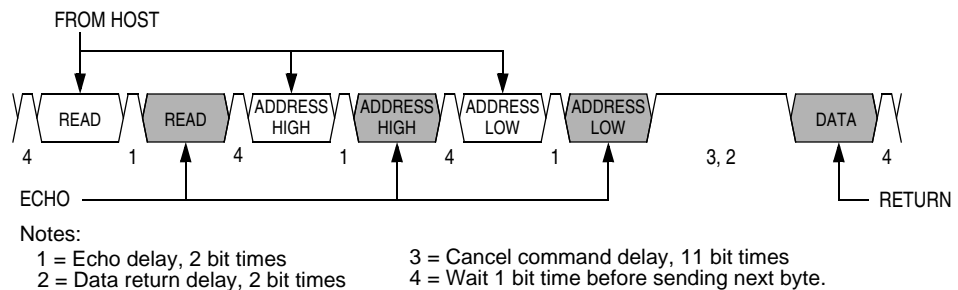 FROM HOST
READ
READ
ADDRESS
HIGH
ADDRESS
HIGH
ADDRESS
LOW
ADDRESS
LOW
DATA
4
1
4
1
4
1
3, 2
4
ECHO
RETURN
Notes:
1 = Echo delay, 2 bit times
2 = Data return delay, 2 bit times
3 = Cancel command delay, 11 bit times
4 = Wait 1 bit time before sending next byte.